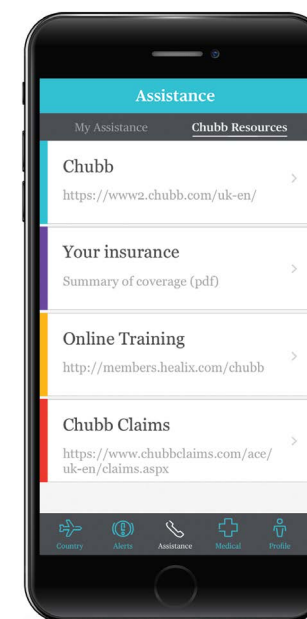 Assistance
My Assistance Chubb Resources
Chubb
https://www2.chubb.com/uk-en/
Your insurance
Summary of coverage (pdf)
Online Training
http://members.healix.com/chubb
Chubb Claims
https://www.chubbclaims.com/ace/
uk-en/claims.aspx
Country Alerts Assistance Medical Profile